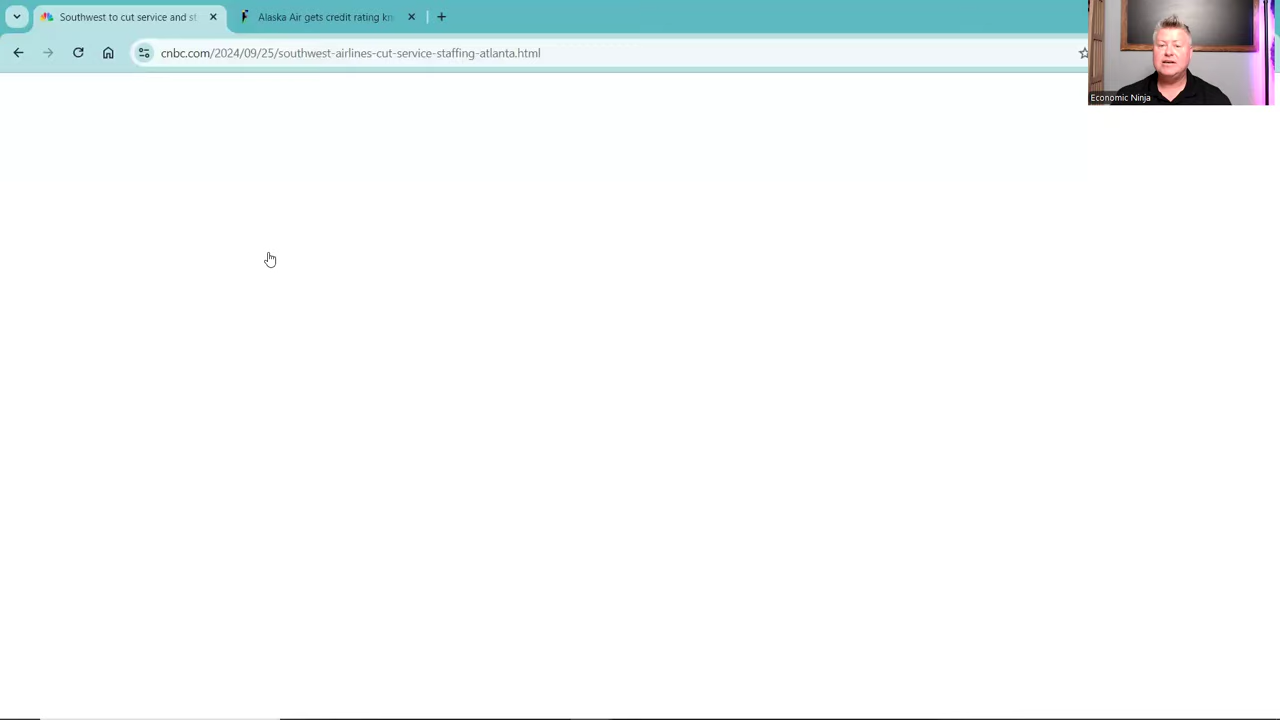 Southwest to cut service and st
Alaska Air gets credit rating kn
cnbc.com/2024/09/25/southwest-airlines-cut-service-staffing-atlanta.html
Economic Ninja